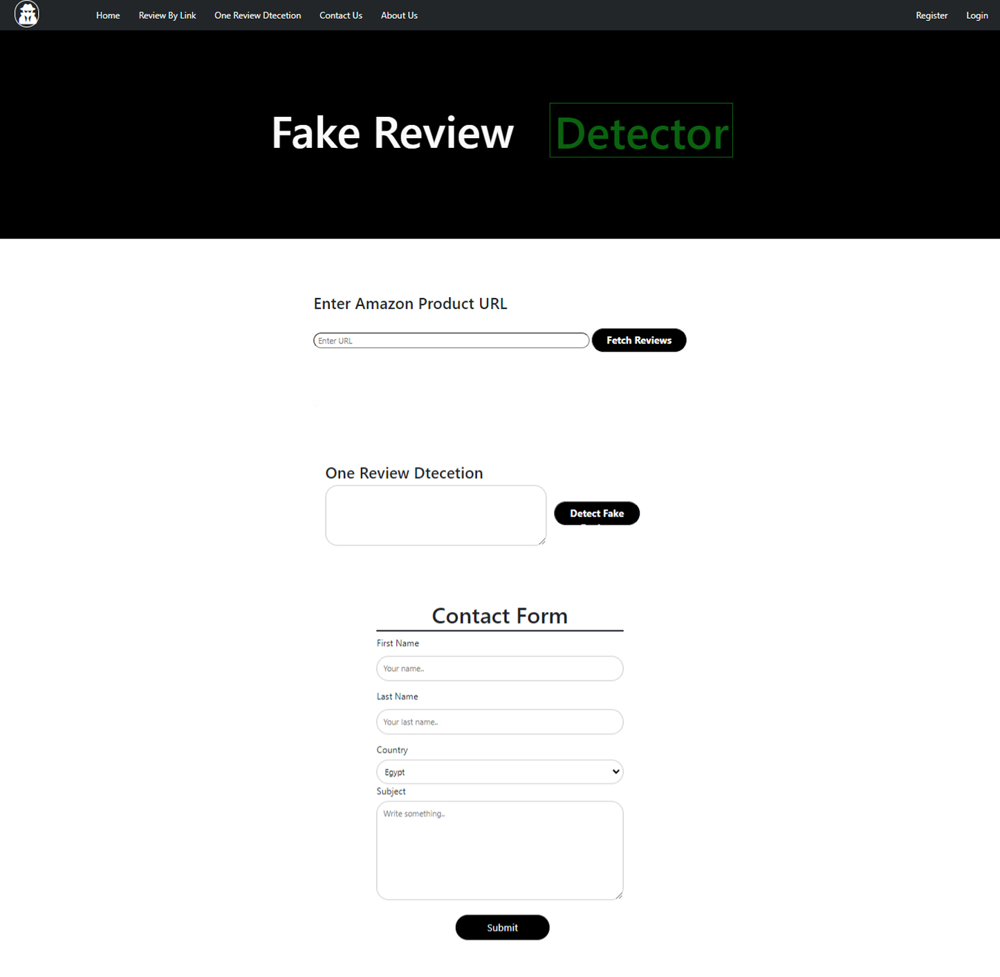 Home Review By Link One Review Dtecetion Contact Us About Us Register Login
Fake Review Detector
Enter Amazon Product URL
Enter URL Fetch Reviews
One Review Dtecetion
Detect Fake
Contact Form
First Name
Your name..
Last Name
Your last name..
Country
Egypt
Subject
Write something..
Submit